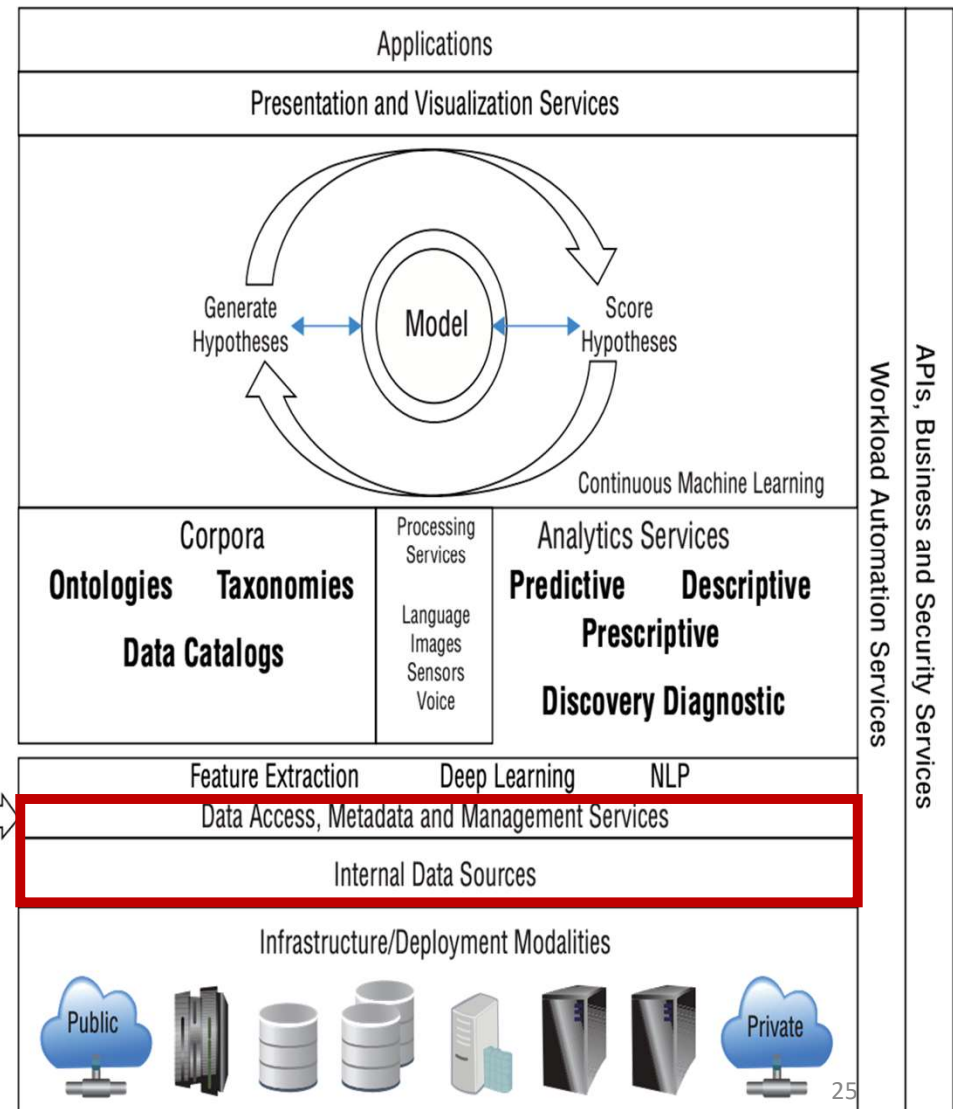 Applications
Presentation and Visualization Services
Generate
Hypotheses
Model
Score
Hypotheses
Continuous Machine Learning
Corpora
Ontologies Taxonomies
Data Catalogs
Processing
Services
Language
Images
Sensors
Voice
Analytics Services
Predictive Descriptive
Prescriptive
Discovery Diagnostic
Feature Extraction Deep Learning NLP
Data Access, Metadata and Management Services
Internal Data Sources
Infrastructure/Deployment Modalities
Public
Private
25
Workload Automation Services
APIs, Business and Security Services